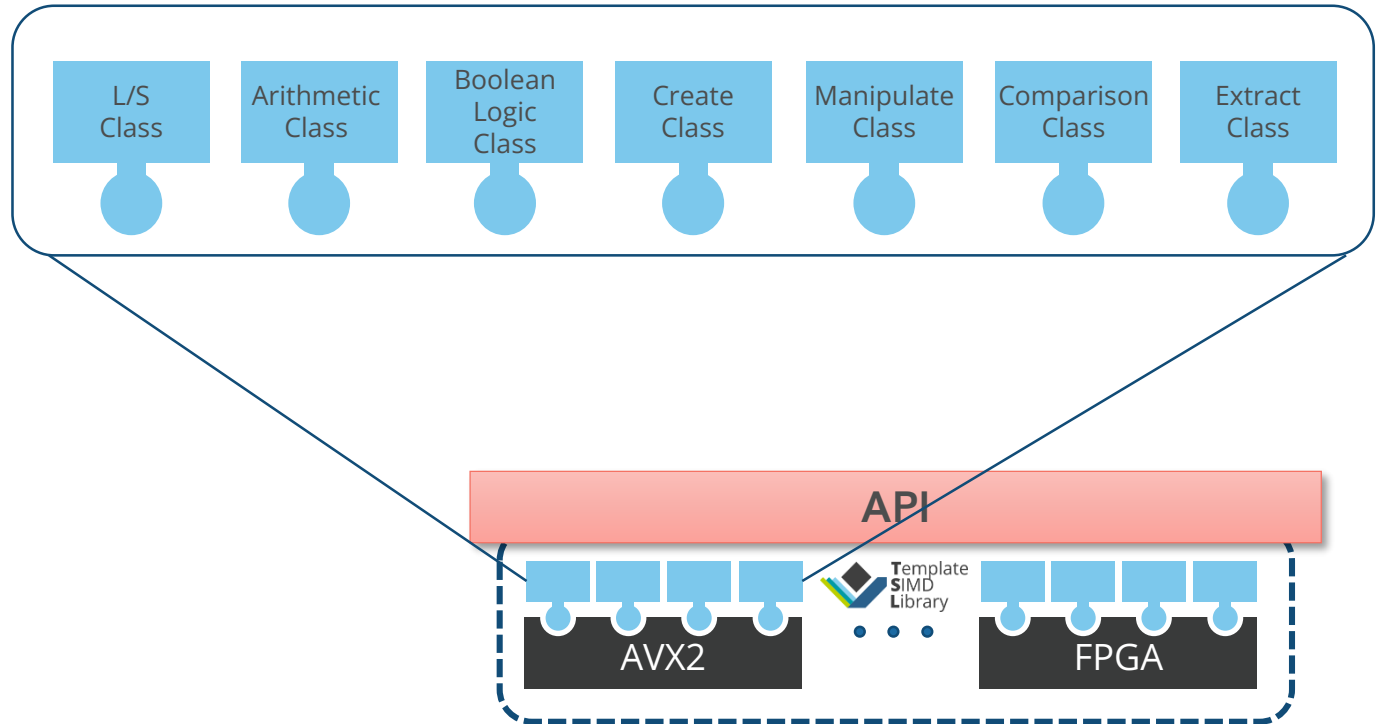 L/S
Class
Arithmetic
Class
Boolean
Logic
Class
Create
Class
Manipulate
Class
Comparison
Class
Extract
Class
API
Template
SIMD
Library
AVX2
FPGA